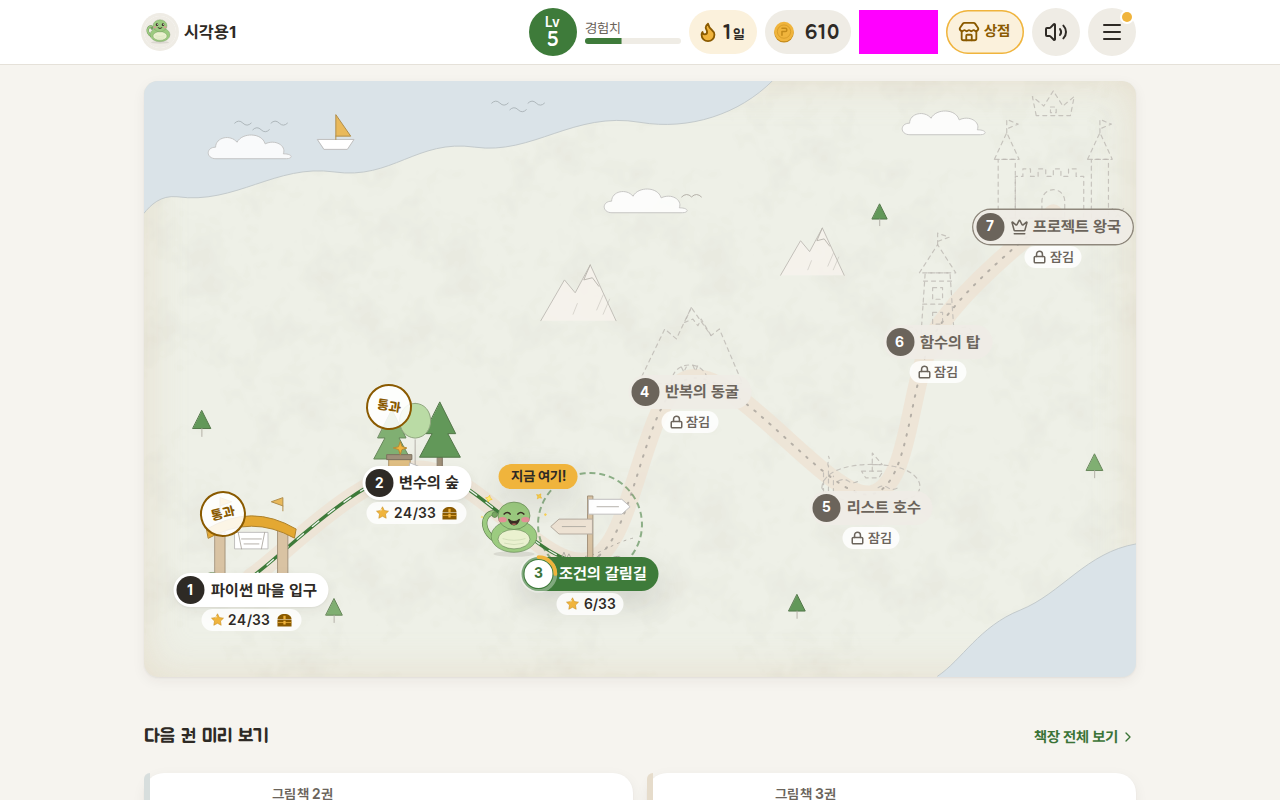 시각용1
Lv 5
경험치
1일
610
상점
7 프로젝트 왕국
잠김
6 함수의 탑
잠김
4 반복의 동굴
잠김
통과
2 변수의 숲
24/33
지금 여기!
5 리스트 호수
잠김
통과
3 조건의 갈림길
6/33
1 파이썬 마을 입구
24/33
다음 권 미리 보기
책장 전체 보기
그림책 2권
그림책 3권